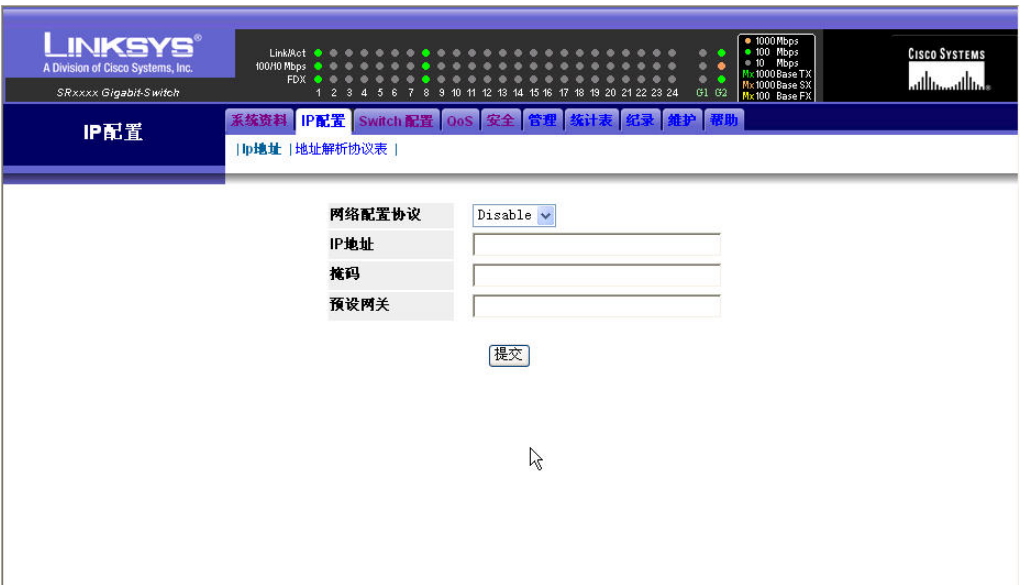 LINKSYS®
A Division of Cisco Systems, Inc.
SRxxxx Gigabit-Switch
Link/Act
100/10 Mbps
FDX
1 2 3 4 5 6 7 8 9 10 11 12 13 14 15 16 17 18 19 20 21 22 23 24 G1 G2
1000 Mbps
100 Mbps
10 Mbps
Mx 1000 Base TX
Mx 1000 Base SX
Mx 100 Base FX
CISCO SYSTEMS
IP配置
系统资料 IP配置 Switch 配置 QoS 安全 管理 统计表 纪录 维护 帮助
| Ip地址 | 地址解析协议表 |
网络配置协议 Disable
IP地址
掩码
预设网关
提交